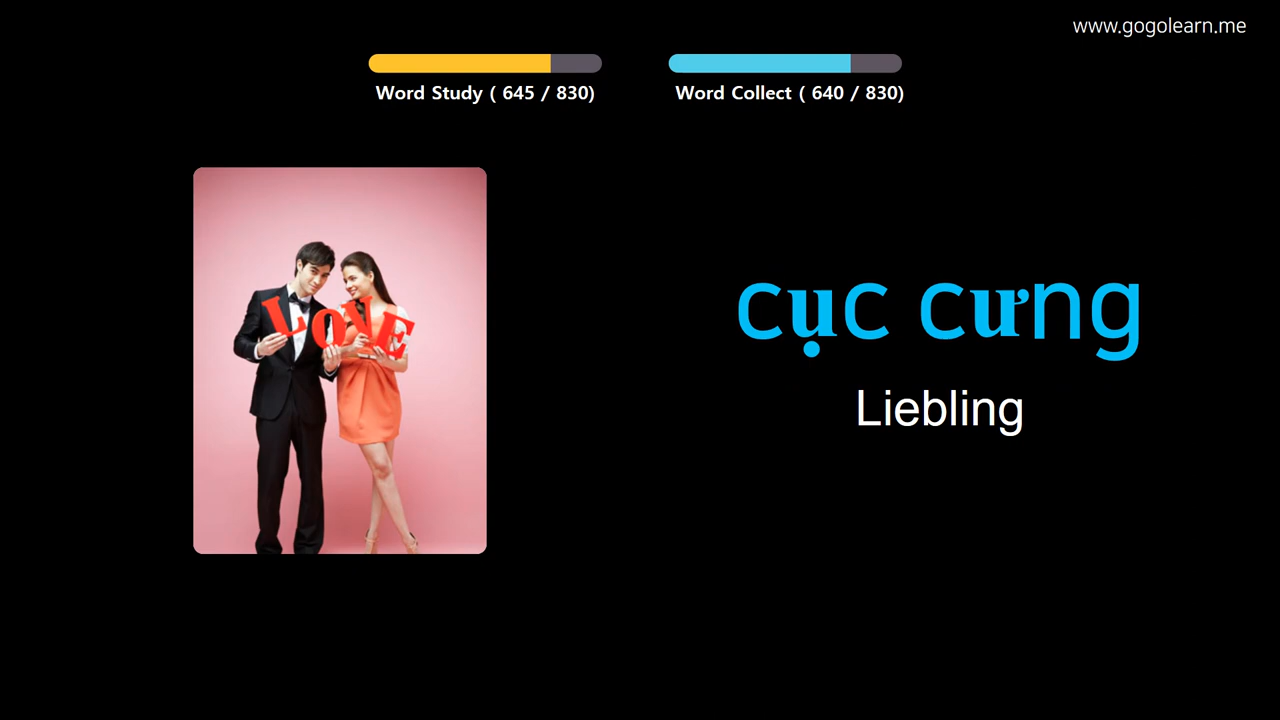 www.gogolearn.me
Word Study ( 645 / 830)
Word Collect ( 640 / 830)
LOVE
cục cưng
Liebling